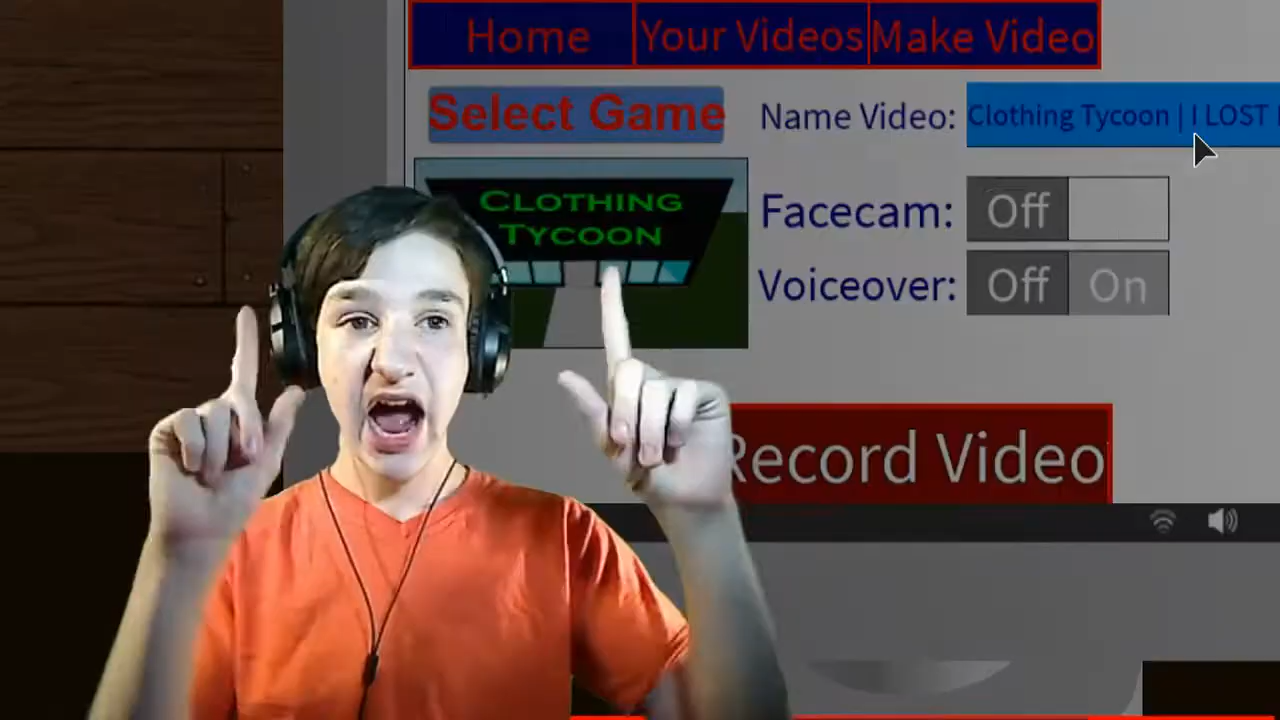 Home Your Videos Make Video
Select Game
Name Video: Clothing Tycoon | I LOST
CLOTHING
TYCOON
Facecam: Off
Voiceover: Off On
Record Video